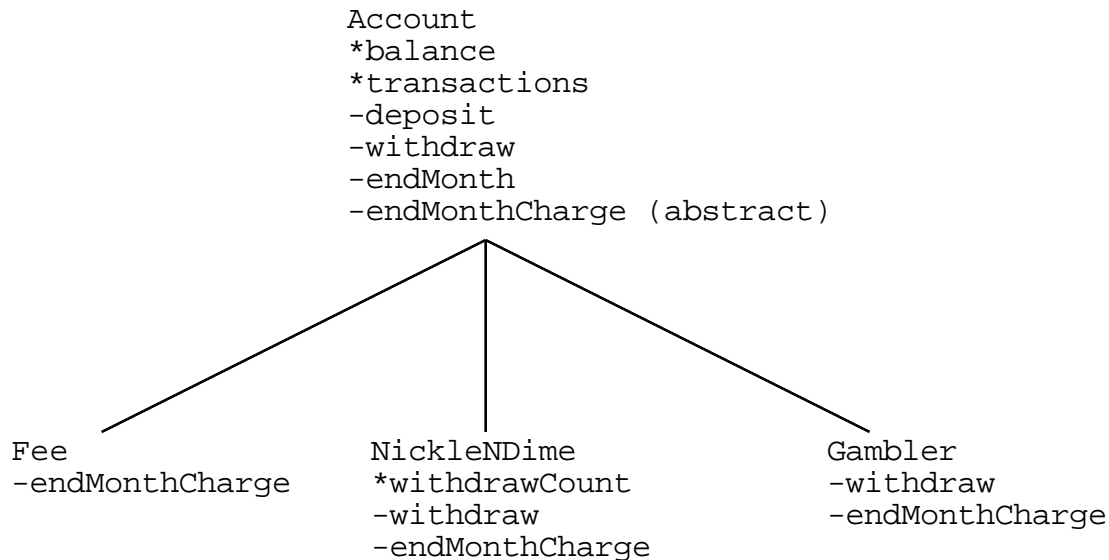 Account
*balance
*transactions
-deposit
-withdraw
-endMonth
-endMonthCharge (abstract)
Fee
-endMonthCharge
NickleNDime
*withdrawCount
-withdraw
-endMonthCharge
Gambler
-withdraw
-endMonthCharge